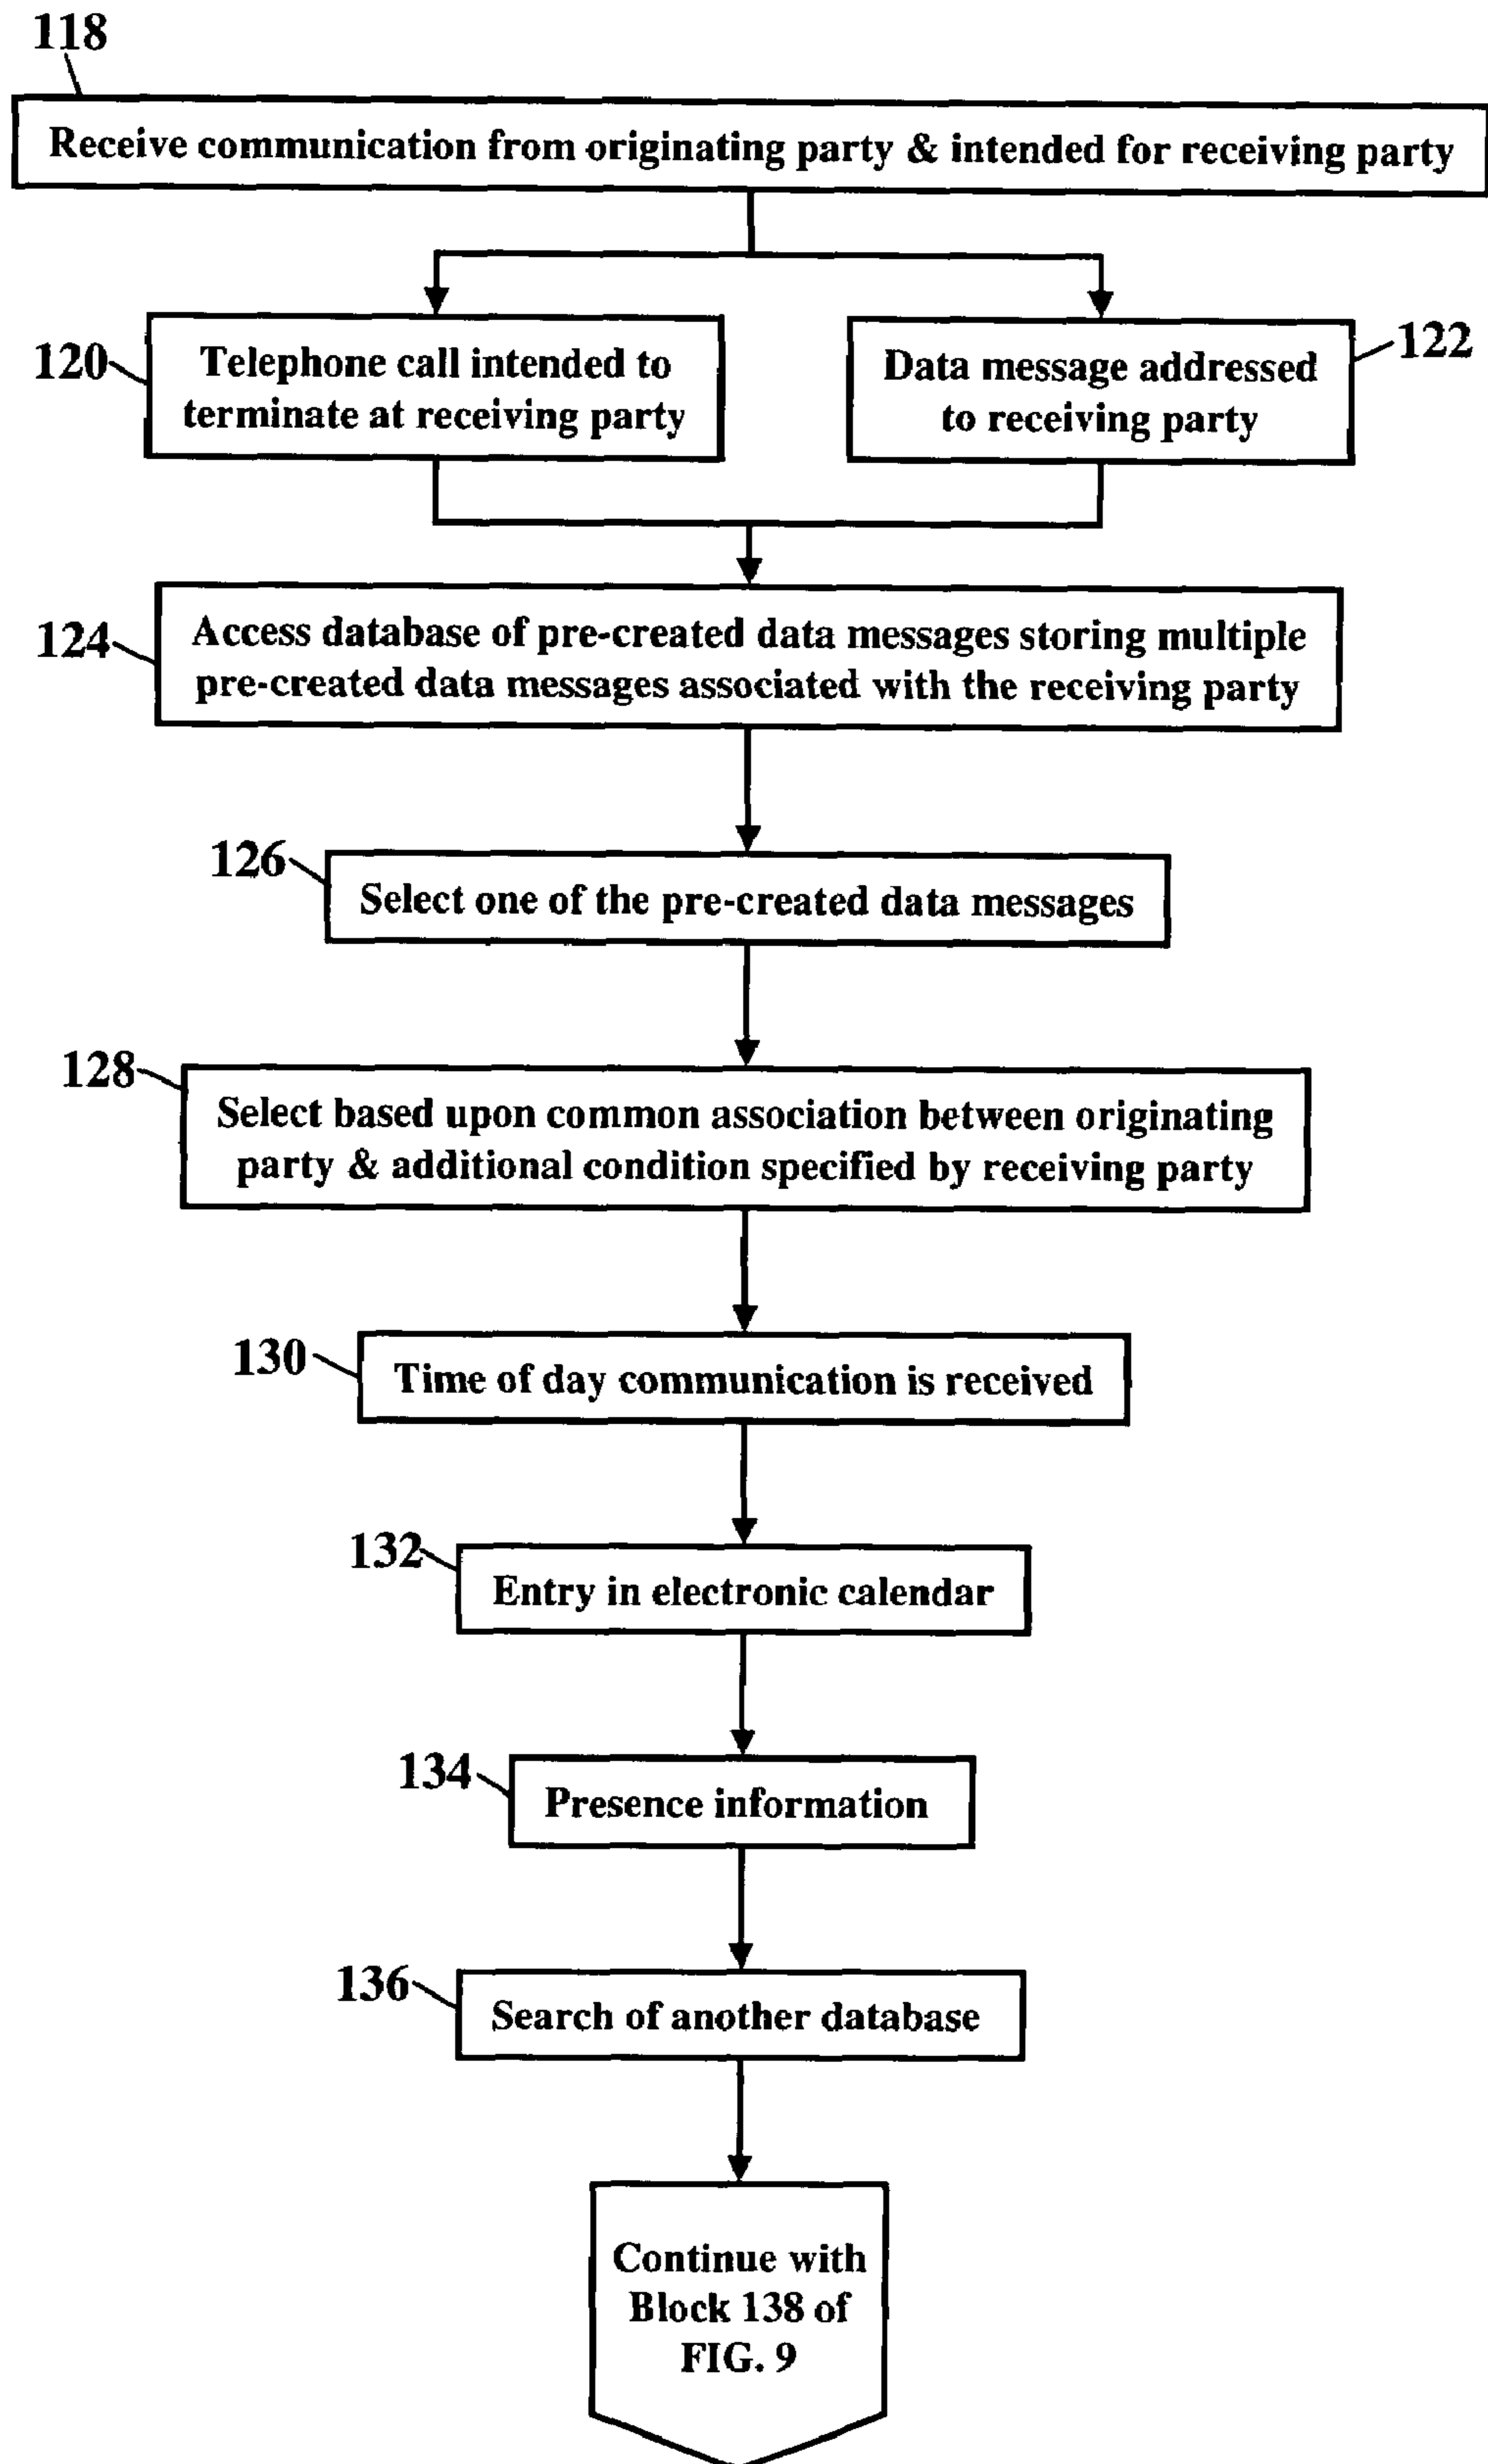 118
Receive communication from originating party & intended for receiving party
120
Telephone call intended to
terminate at receiving party
122
Data message addressed
to receiving party
124
Access database of pre-created data messages storing multiple
pre-created data messages associated with the receiving party
126
Select one of the pre-created data messages
128
Select based upon common association between originating
party & additional condition specified by receiving party
130
Time of day communication is received
132
Entry in electronic calendar
134
Presence information
136
Search of another database
Continue with
Block 138 of
FIG. 9